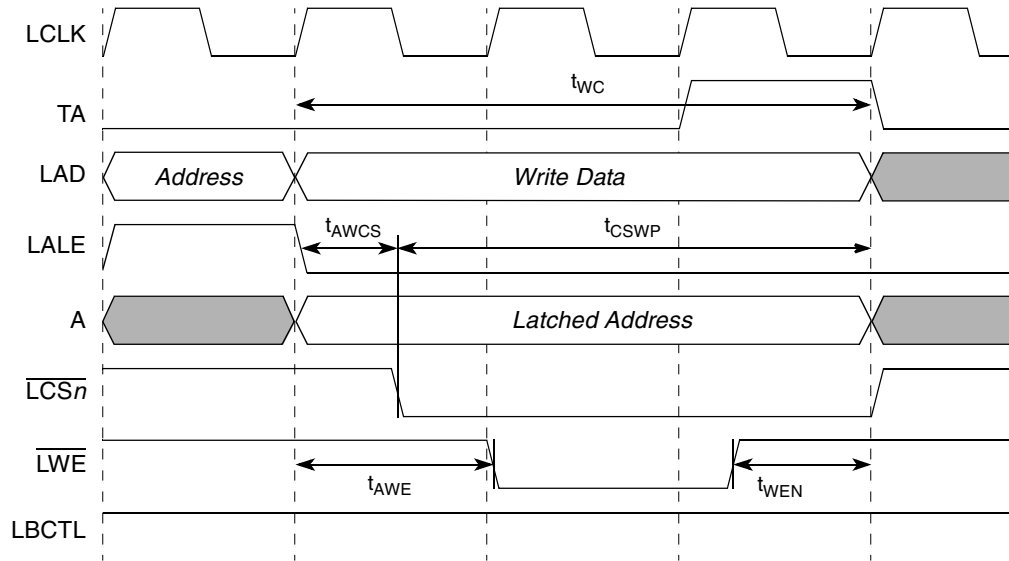 LCLK
t_WC
TA
LAD Address Write Data
t_AWCS t_CSWP
LALE
A Latched Address
LCSn
LWE
t_AWE t_WEN
LBCTL